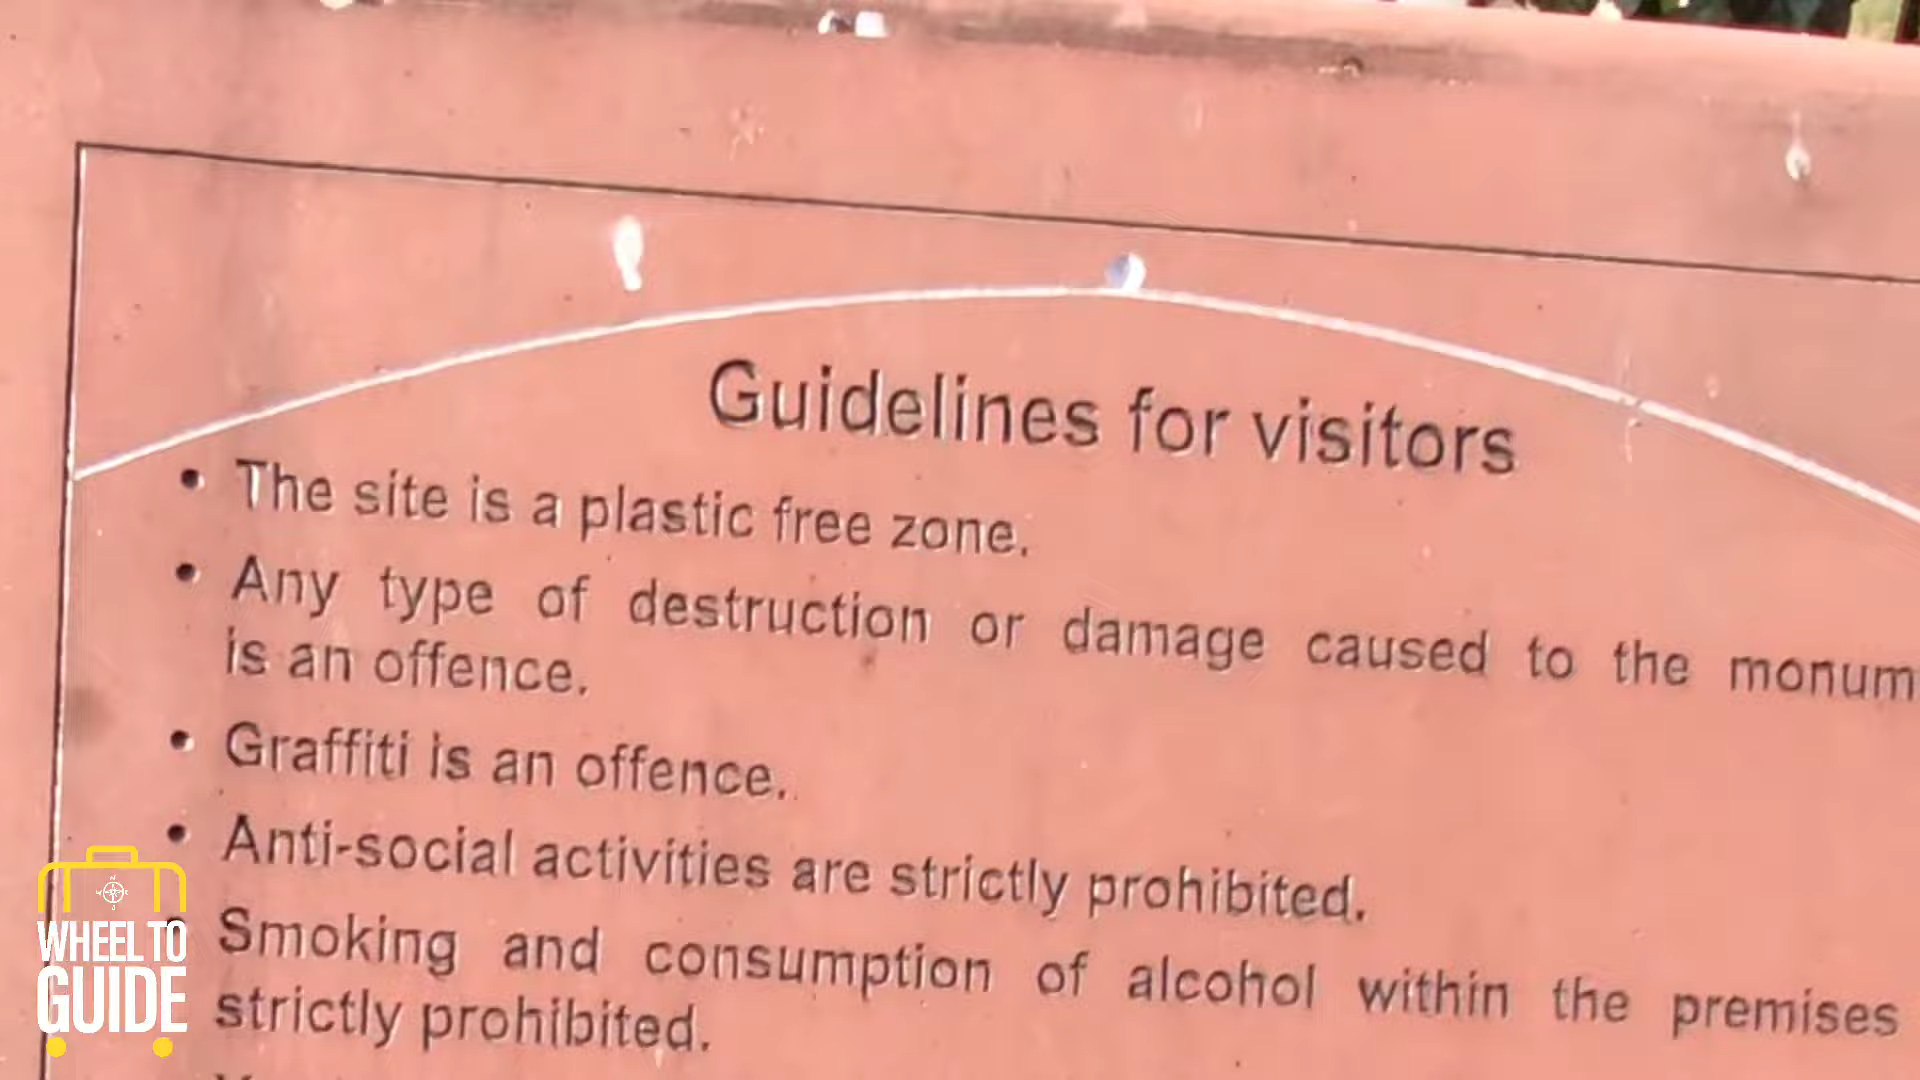 Guidelines for visitors
• The site is a plastic free zone.
• Any type of destruction or damage caused to the monum
is an offence.
• Graffiti is an offence.
• Anti-social activities are strictly prohibited.
• Smoking and consumption of alcohol within the premises
strictly prohibited.
WHEEL TO
GUIDE